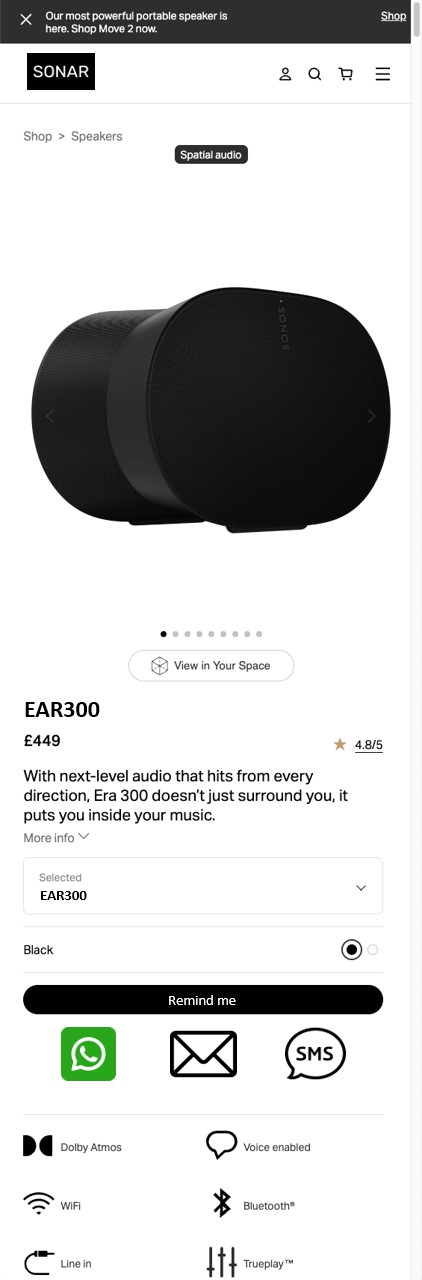 Our most powerful portable speaker is
here. Shop Move 2 now.
Shop
SONAR
Shop > Speakers
Spatial audio
SONOS
View in Your Space
EAR300
£449
4.8/5
With next-level audio that hits from every
direction, Era 300 doesn't just surround you, it
puts you inside your music.
More info
Selected
EAR300
Black
Remind me
SMS
Dolby Atmos
Voice enabled
WiFi
Bluetooth®
Line in
Trueplay™